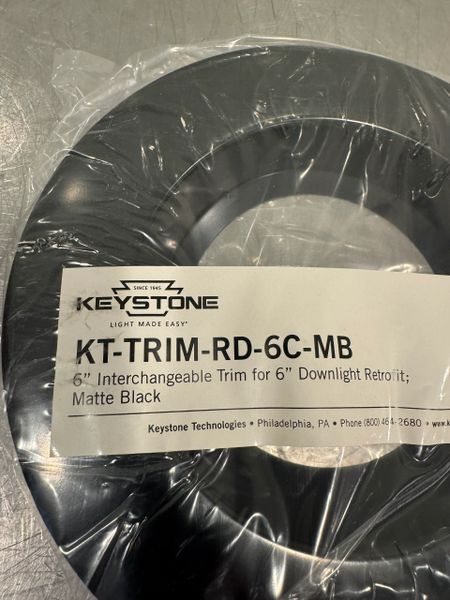 SINCE 1945
KEYSTONE
LIGHT MADE EASY®
KT-TRIM-RD-6C-MB
6” Interchangeable Trim for 6” Downlight Retrofit;
Matte Black
Keystone Technologies • Philadelphia, PA • Phone (800) 464-2680 •